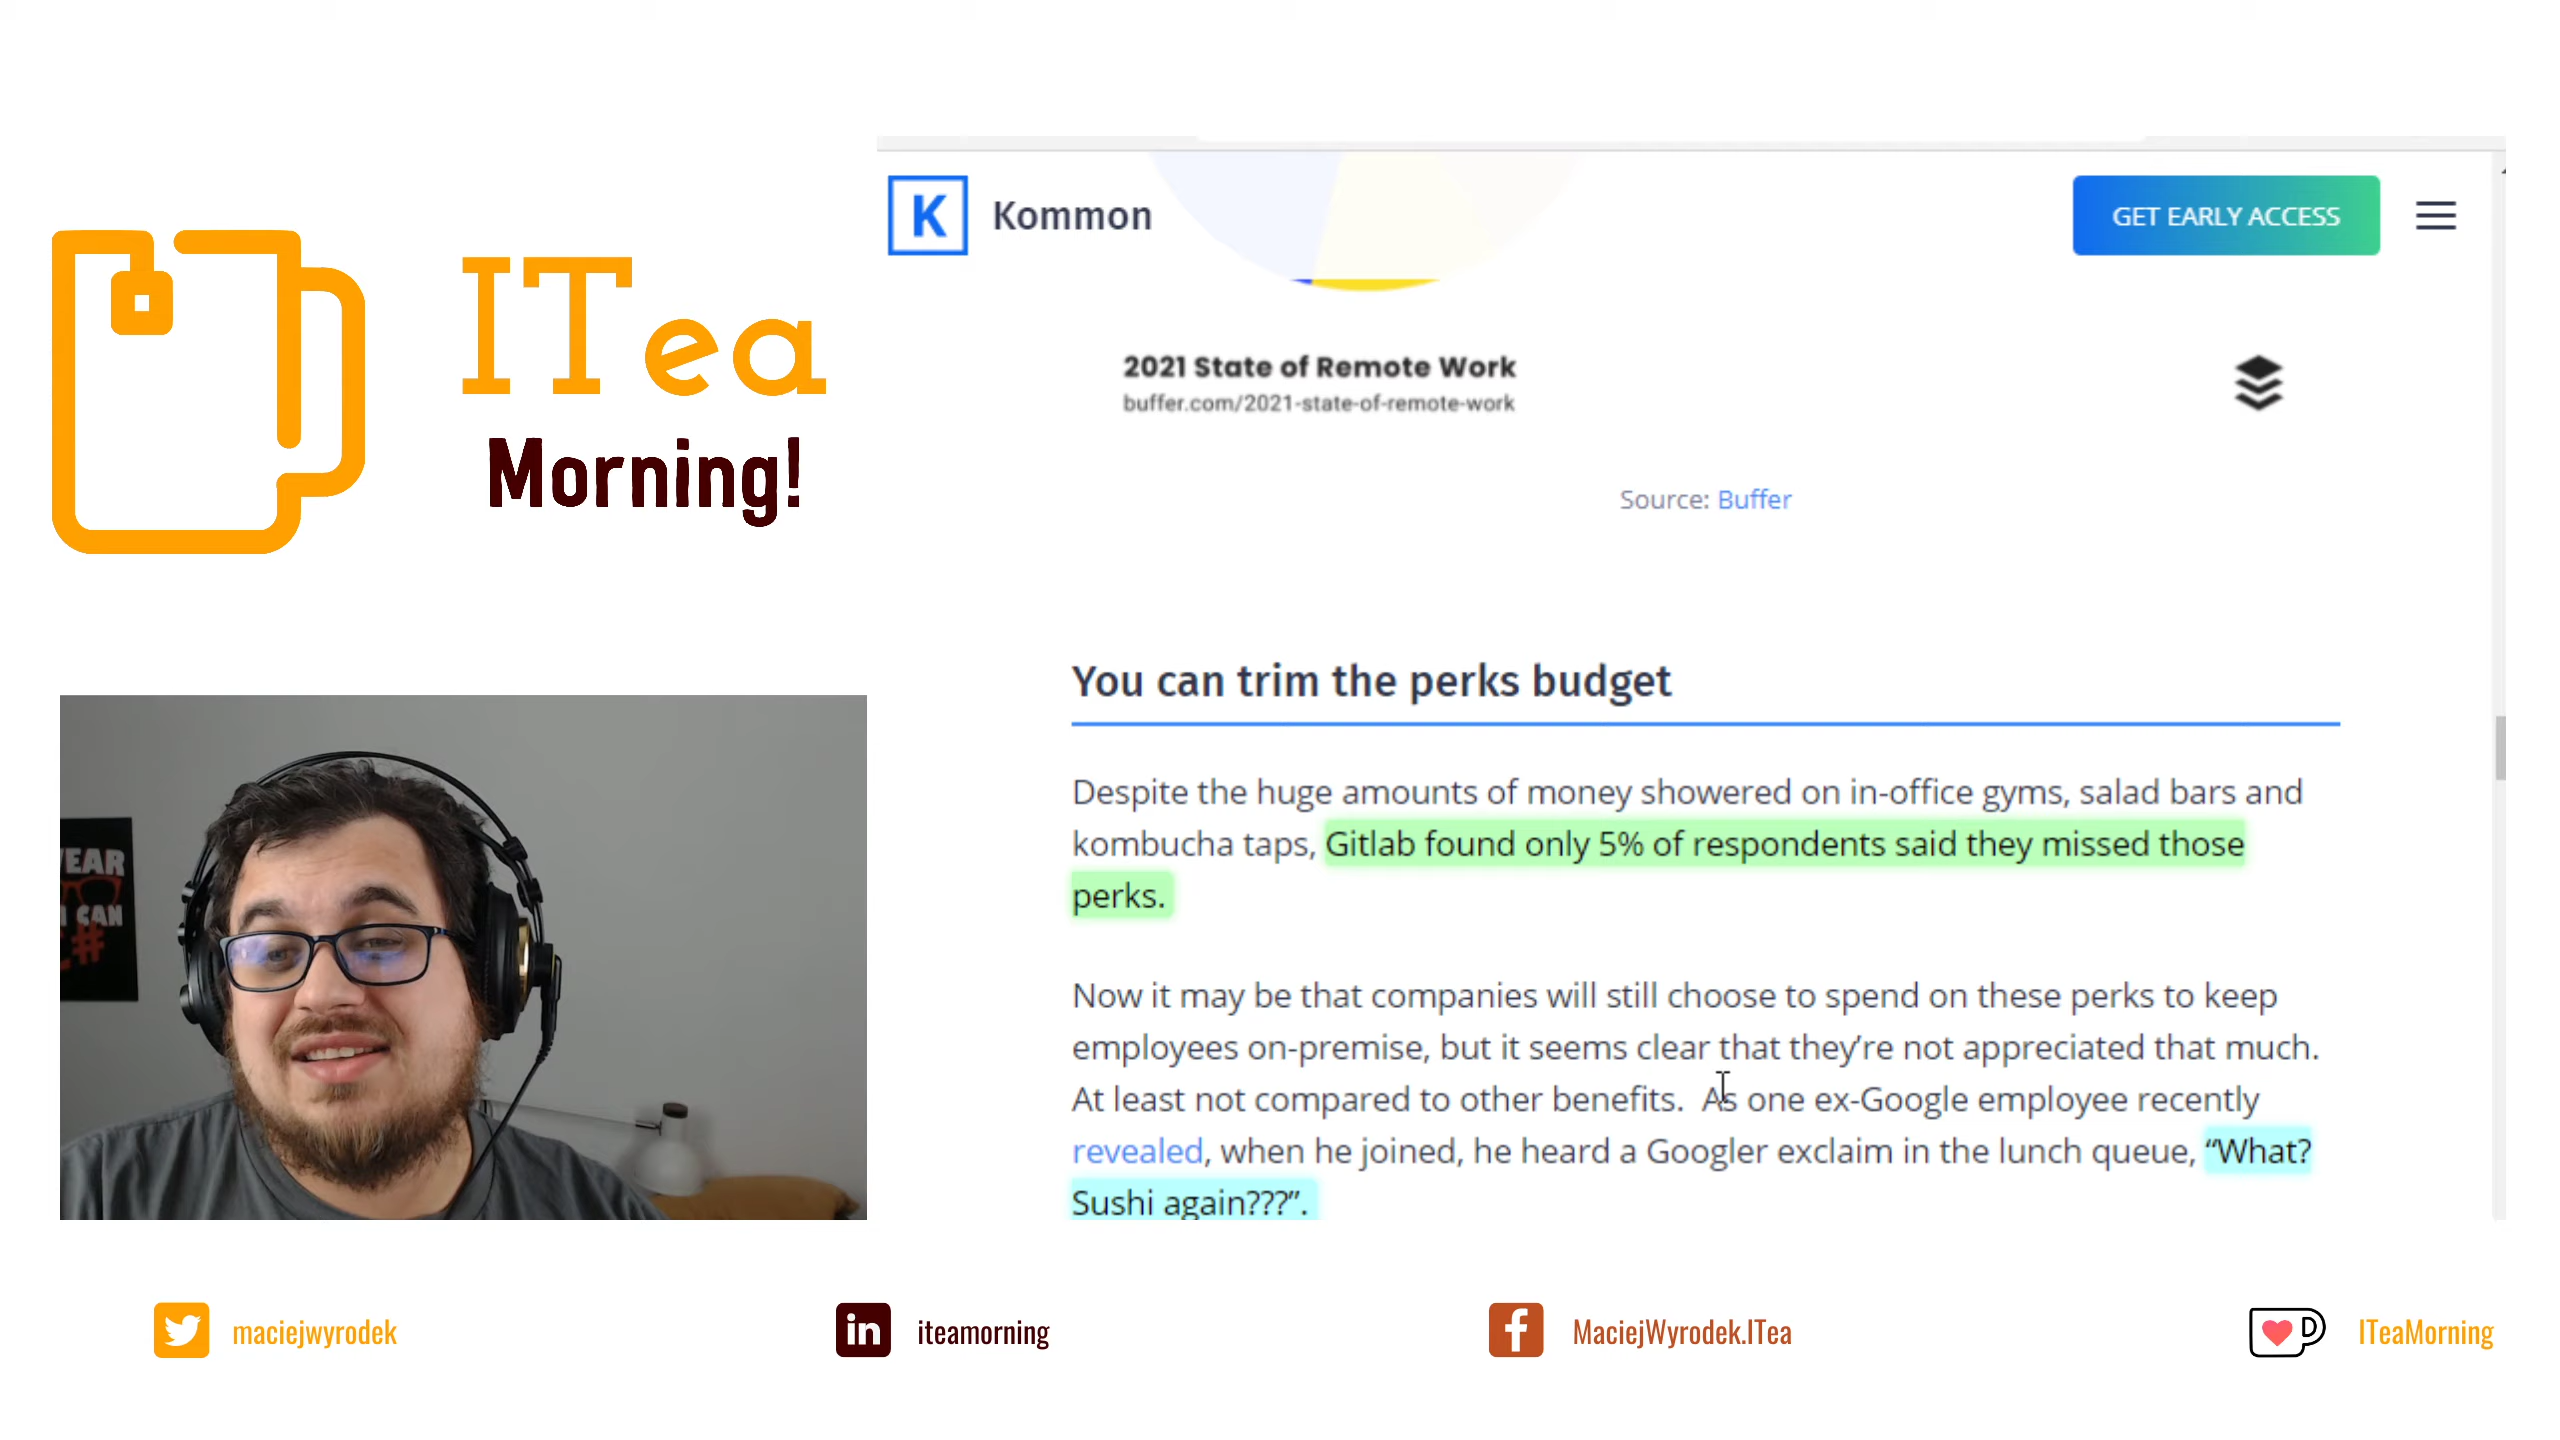 ITea
Morning!
K
Kommon
GET EARLY ACCESS
2021 State of Remote Work
buffer.com/2021-state-of-remote-work
Source: Buffer
You can trim the perks budget
Despite the huge amounts of money showered on in-office gyms, salad bars and
kombucha taps, Gitlab found only 5% of respondents said they missed those
perks.
Now it may be that companies will still choose to spend on these perks to keep
employees on-premise, but it seems clear that they’re not appreciated that much.
At least not compared to other benefits.  As one ex-Google employee recently
revealed, when he joined, he heard a Googler exclaim in the lunch queue, “What?
Sushi again???”.
EAR
CAN
#
maciejwyrodek
in
iteamorning
f
MaciejWyrodek.ITea
ITeaMorning